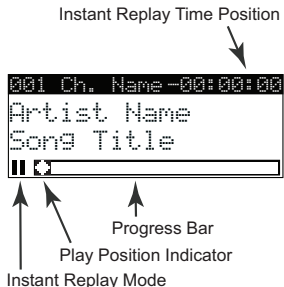 Instant Replay Time Position
001 Ch. Name -00:00:00
Artist Name
Song Title
Progress Bar
Play Position Indicator
Instant Replay Mode